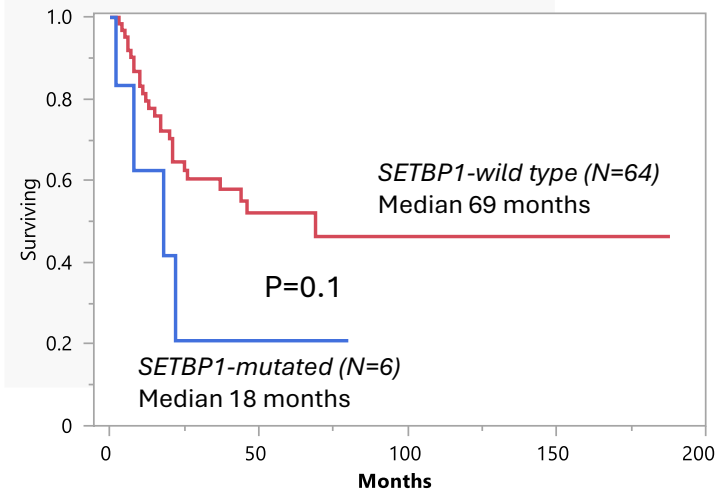 1.0
0.8
0.6
0.4
0.2
0
Surviving
SETBP1-wild type (N=64)
Median 69 months
P=0.1
SETBP1-mutated (N=6)
Median 18 months
0 50 100 150 200
Months